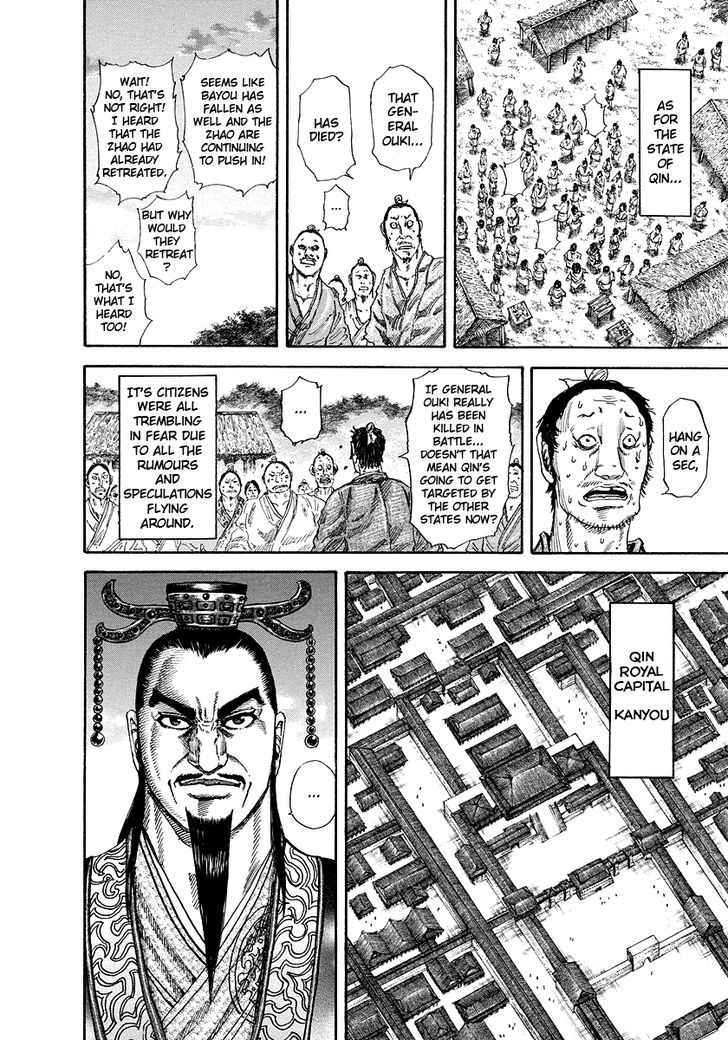 AS
FOR
THE
STATE
OF
QIN...
THAT
GEN-
ERAL
OUKI...
HAS
DIED?
...
SEEMS LIKE
BAYOU HAS
FALLEN AS
WELL AND THE
ZHAO ARE
CONTINUING
TO PUSH IN!
WAIT!
NO, THAT'S
NOT RIGHT!
I HEARD
THAT THE
ZHAO HAD
ALREADY
RETREATED.
BUT WHY
WOULD
THEY
RETREAT
?
NO,
THAT'S
WHAT I
HEARD
TOO!
HANG
ON A
SEC,
IF GENERAL
OUKI REALLY
HAS BEEN
KILLED IN
BATTLE...
DOESN'T THAT
MEAN QIN'S
GOING TO GET
TARGETED BY
THE OTHER
STATES NOW?
...
IT'S CITIZENS
WERE ALL
TREMBLING
IN FEAR DUE
TO ALL THE
RUMOURS
AND
SPECULATIONS
FLYING
AROUND.
QIN
ROYAL
CAPITAL
KANYOU
...